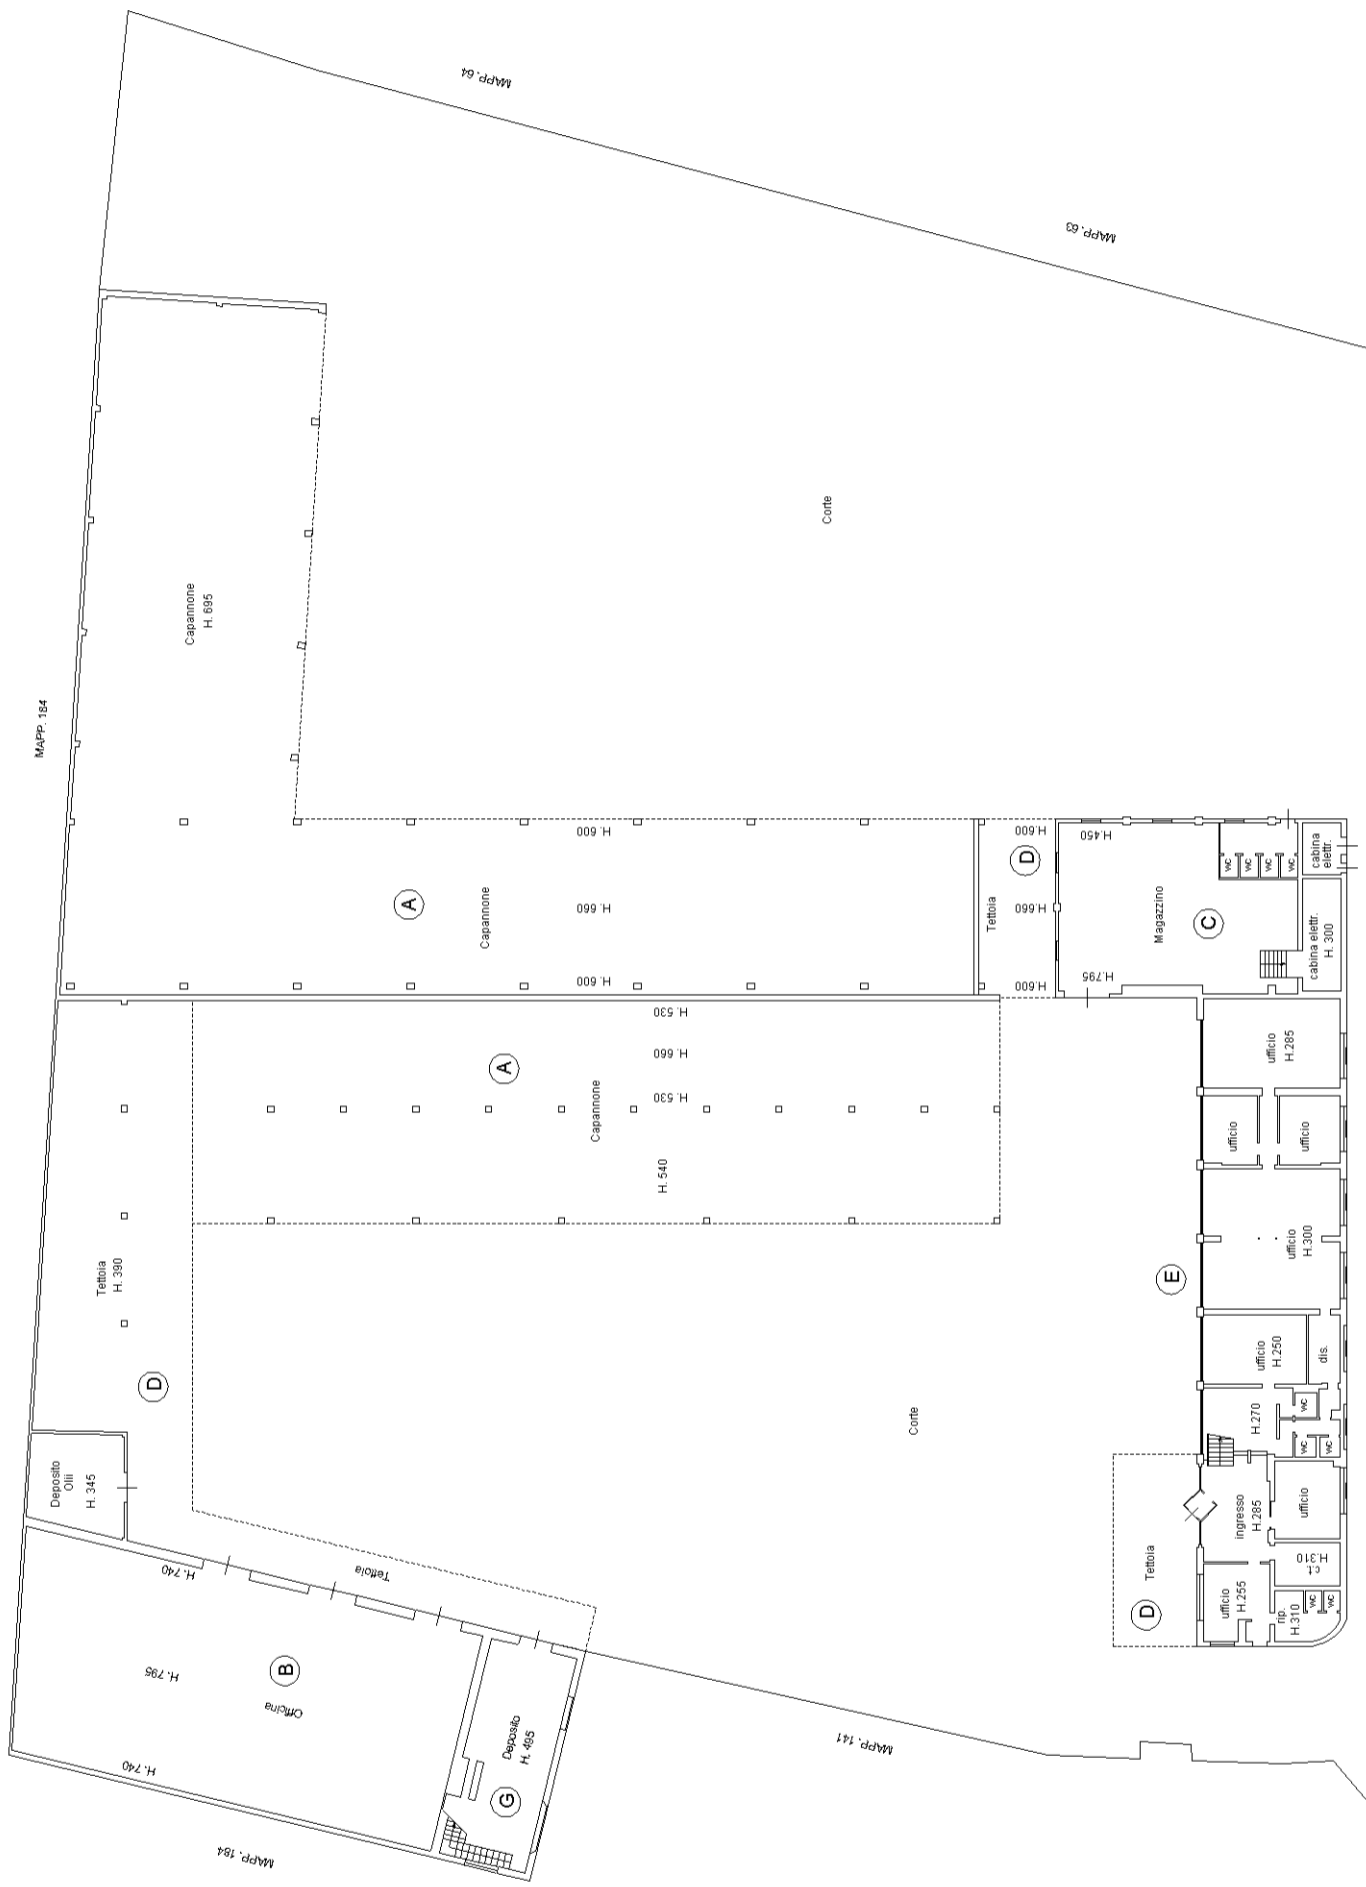 MAPP. 64
MAPP. 63
MAPP. 184
Capannone
H. 695
Corte
H. 600
A
Capannone
H. 660
H. 600
H.600
D
Tettoia
H.660
H.600
H.450
Magazzino
C
H.795
WC
WC
WC
WC
cabina
elettr.
cabina elettr.
H. 300
H. 530
A
H. 660
Capannone
H. 530
H. 540
Tettoia
H. 390
D
ufficio
H.285
ufficio
ufficio
E
ufficio
H.300
ufficio
H.250
dis.
H.270
WC
WC
WC
Corte
Deposito
Olii
H. 345
Tettoia
D
ingresso
H.285
ufficio
c.t.
H.310
ufficio
H.255
rip.
H.310
WC
WC
H.740
Tettoia
H. 795
B
Officina
H. 740
Deposito
H. 495
G
MAPP. 141
MAPP. 184